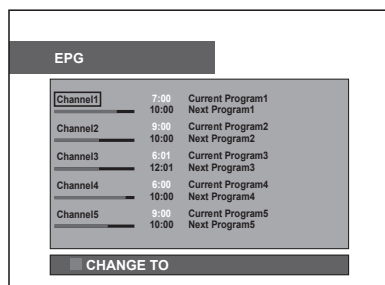 EPG
Channel1 7:00 Current Program1
10:00 Next Program1
Channel2 9:00 Current Program2
10:00 Next Program2
Channel3 6:01 Current Program3
12:01 Next Program3
Channel4 6:00 Current Program4
10:00 Next Program4
Channel5 9:00 Current Program5
10:00 Next Program5
CHANGE TO